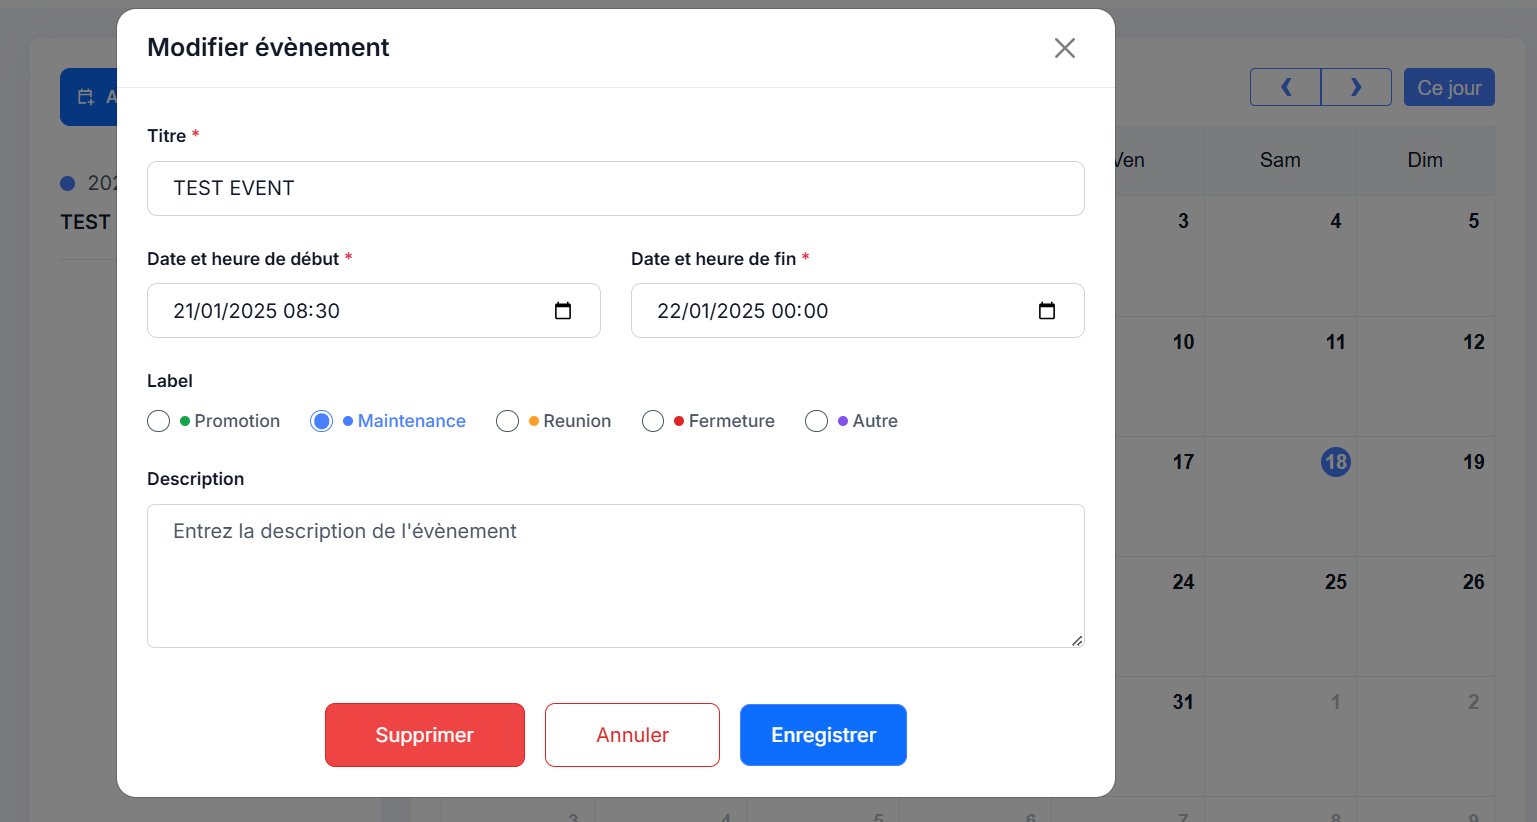 Modifier évènement
Ce jour
Titre *
TEST EVENT
Date et heure de début *
Date et heure de fin *
21/01/2025 08:30
22/01/2025 00:00
Label
Promotion Maintenance Reunion Fermeture Autre
Description
Entrez la description de l'évènement
Supprimer Annuler Enregistrer
TEST
Ven Sam Dim
3 4 5
10 11 12
17 18 19
24 25 26
31 1 2
3 4 5 6 7 8 9